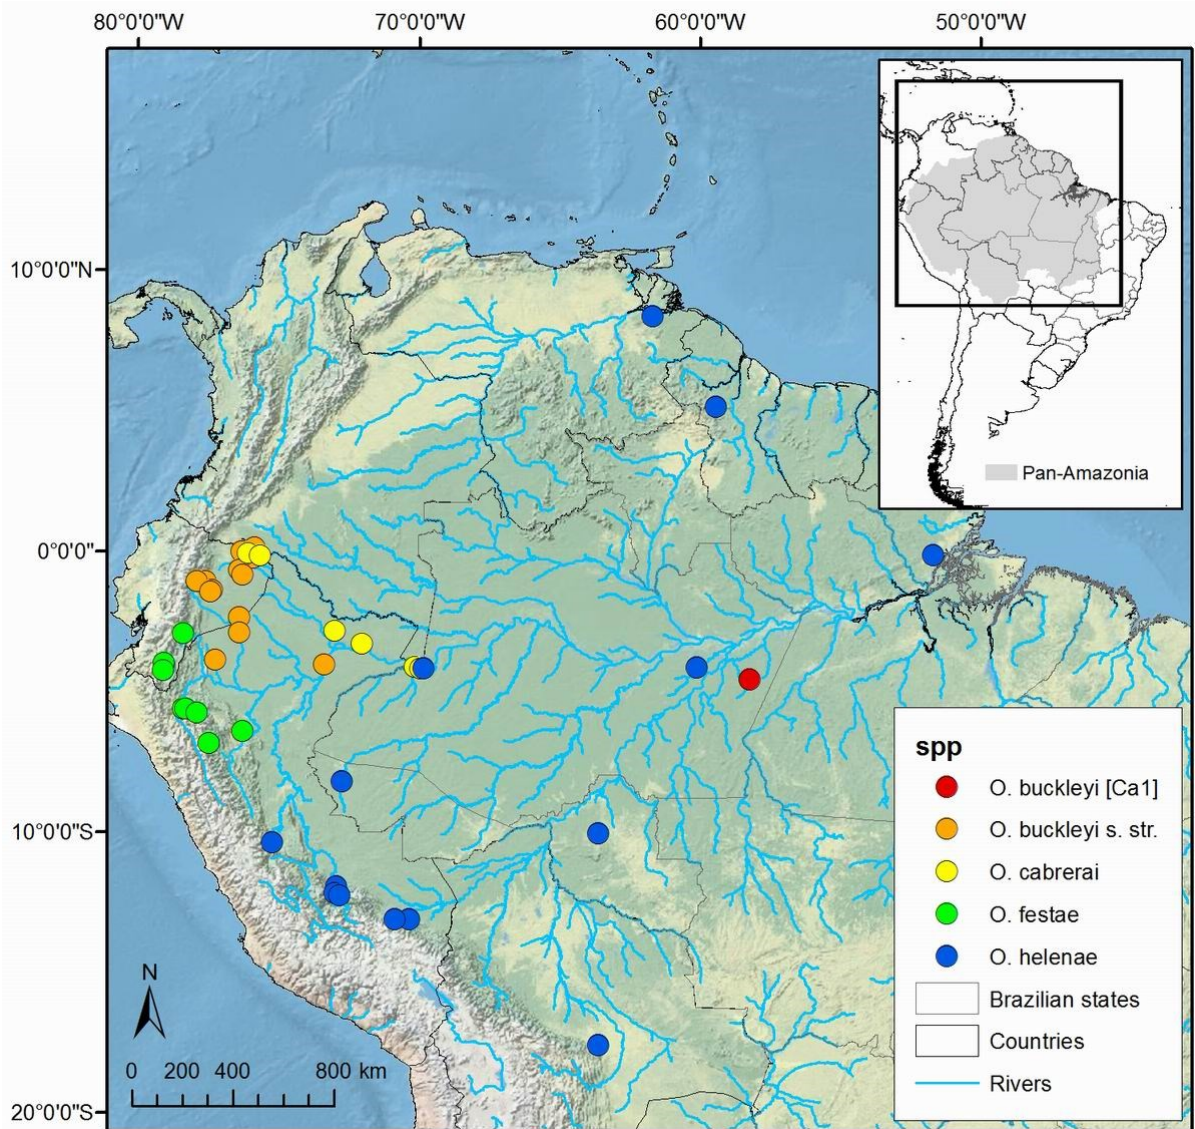 80°0'0"W 70°0'0"W 60°0'0"W 50°0'0"W
Pan-Amazonia
10°0'0"N
0°0'0"
10°0'0"S
20°0'0"S
spp
O. buckleyi [Ca1]
O. buckleyi s. str.
O. cabrerai
O. festae
O. helenae
Brazilian states
Countries
Rivers
N
0 200 400 800 km